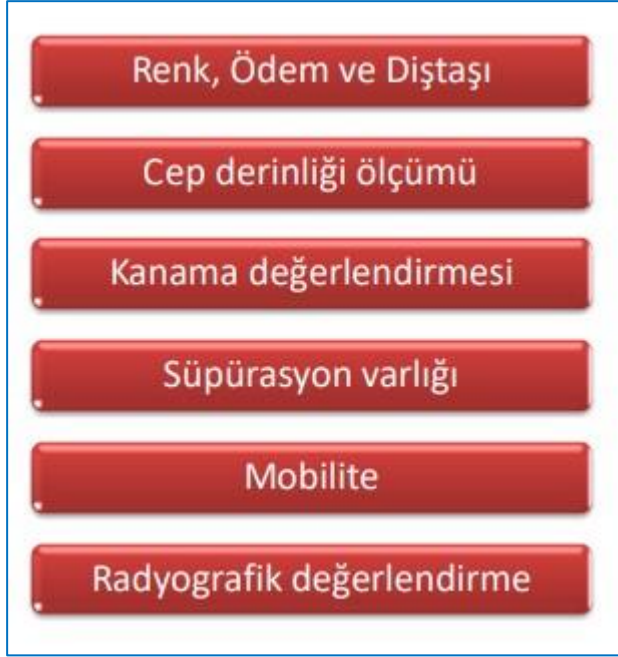 Renk, Ödem ve Diştaşı
Cep derinliği ölçümü
Kanama değerlendirmesi
Süpürasyon varlığı
Mobilite
Radyografik değerlendirme